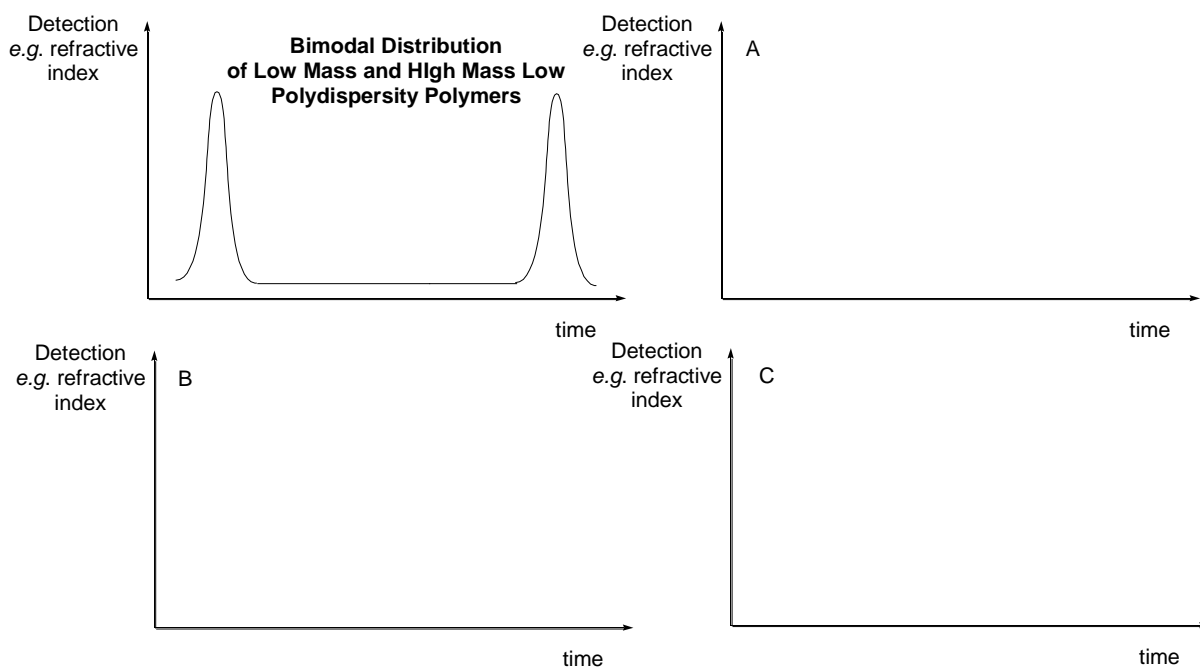 Detection
e.g. refractive
index
Bimodal Distribution
of Low Mass and HIgh Mass Low
Polydispersity Polymers
time
Detection
e.g. refractive
index
A
time
Detection
e.g. refractive
index
B
time
Detection
e.g. refractive
index
C
time